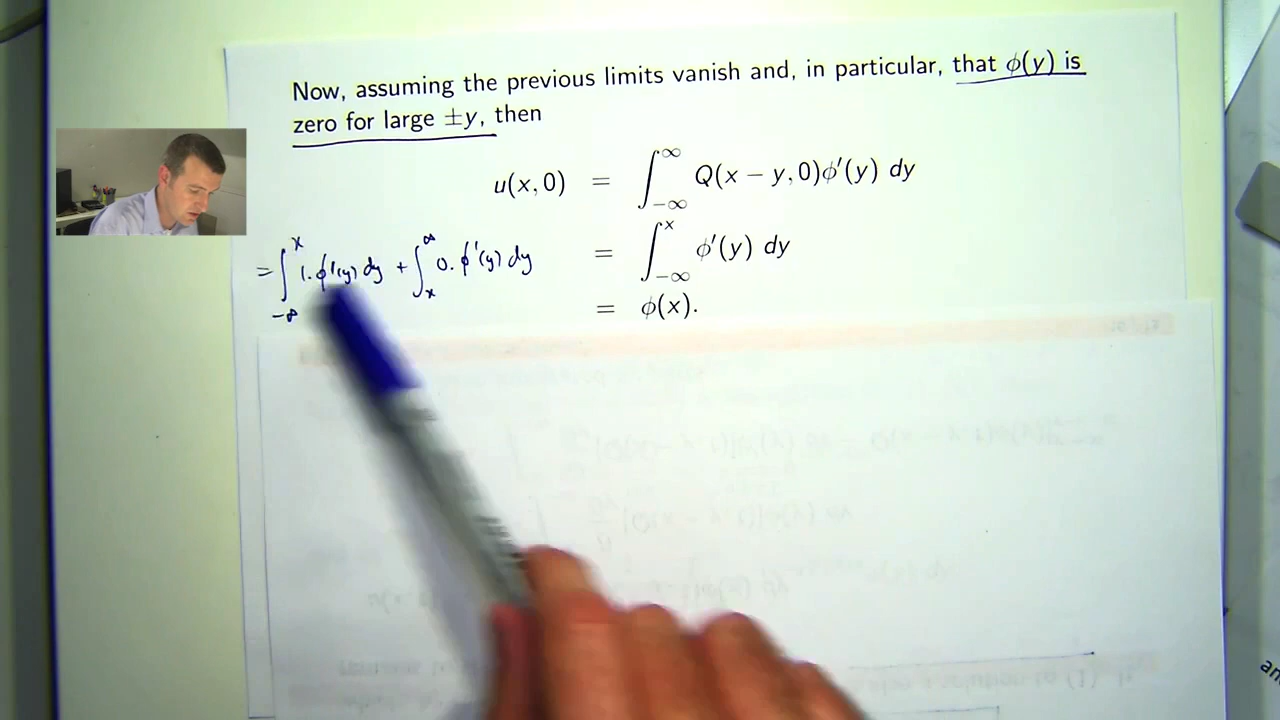 Now, assuming the previous limits vanish and, in particular, that ϕ(y) is
zero for large ±y, then
u(x, 0) = ∫_{−∞}^{∞} Q(x − y, 0)ϕ′(y) dy
= ∫_{−∞}^{x} 1.ϕ'(y) dy + ∫_{x}^{∞} 0.ϕ'(y) dy
= ∫_{−∞}^{x} ϕ′(y) dy
= ϕ(x).